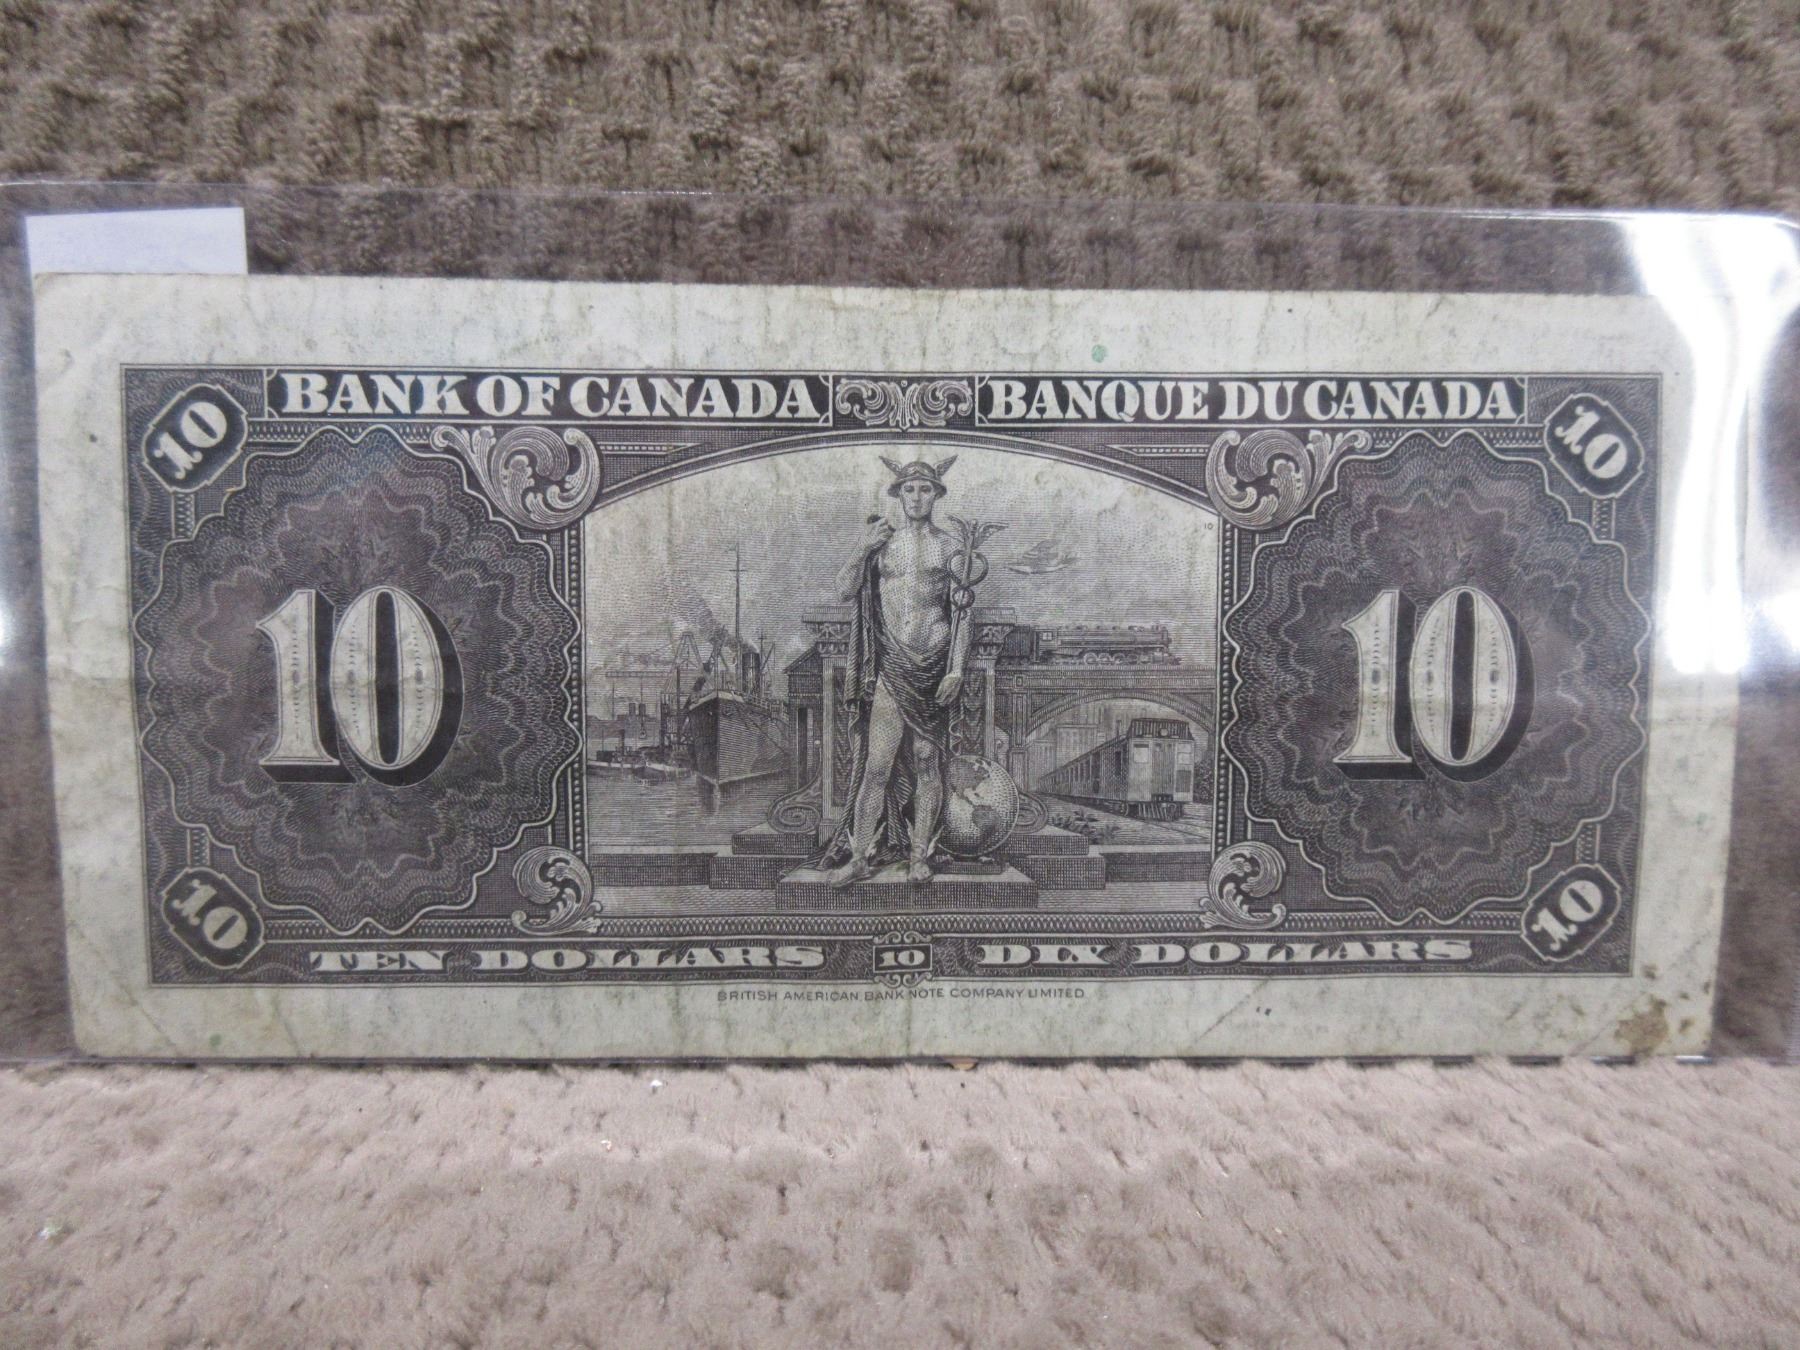 BANK OF CANADA BANQUE DU CANADA
10 10
10
10 10
10 10
TEN DOLLARS 10 DIX DOLLARS
BRITISH AMERICAN BANK NOTE COMPANY LIMITED